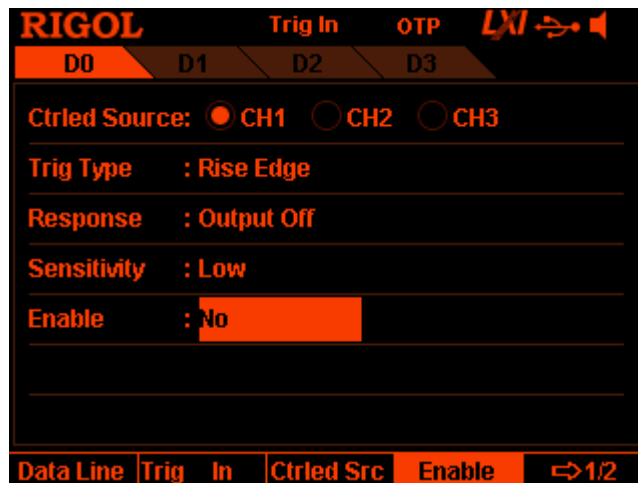 RIGOL Trig In OTP LXI
D0 D1 D2 D3
Ctrled Source: CH1 CH2 CH3
Trig Type : Rise Edge
Response : Output Off
Sensitivity : Low
Enable : No
Data Line Trig In Ctrled Src Enable 1/2